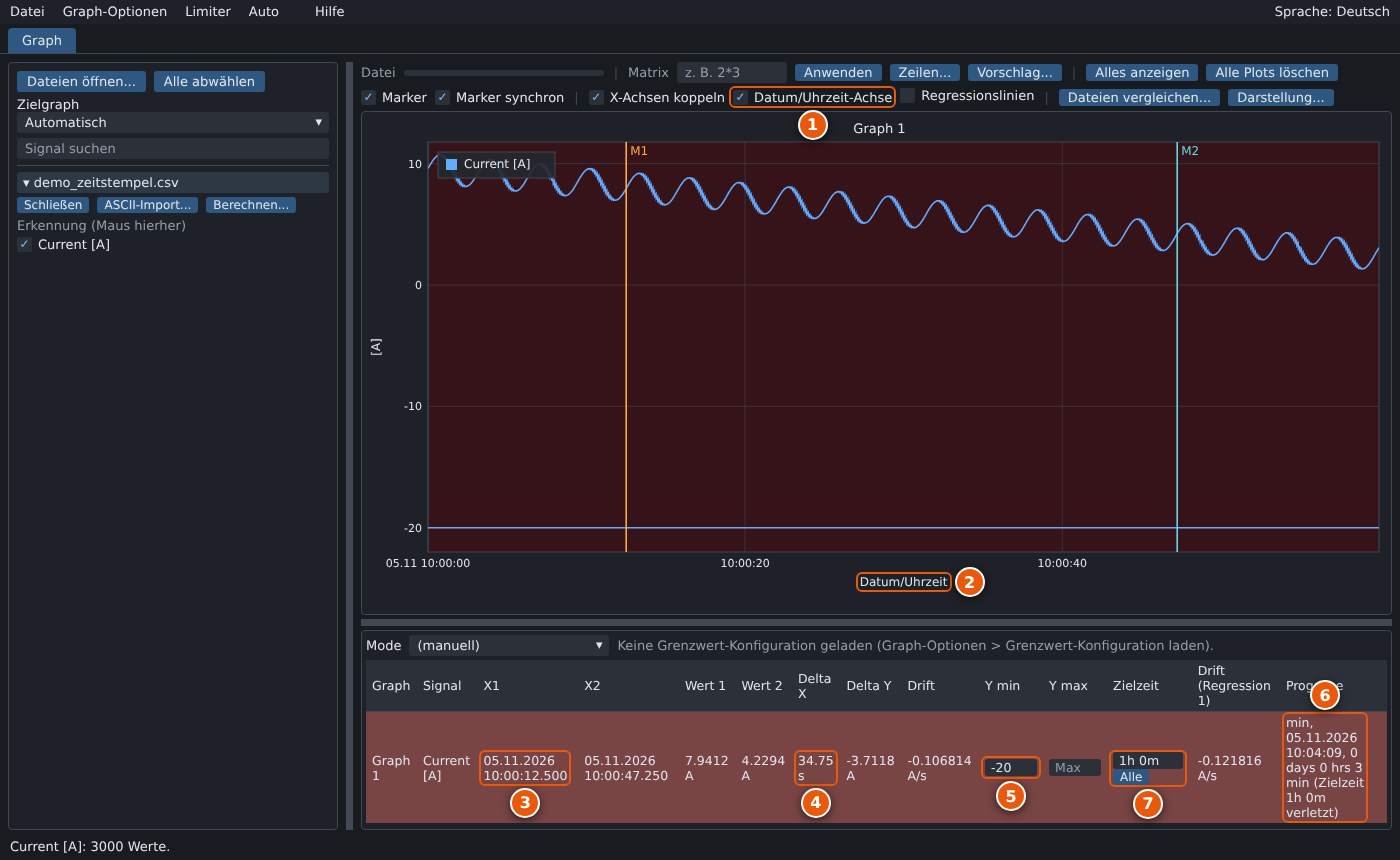 Datei Graph-Optionen Limiter Auto Hilfe Sprache: Deutsch
Graph
Dateien öffnen... Alle abwählen
Zielgraph
Automatisch
Signal suchen
demo_zeitstempel.csv
Schließen ASCII-Import... Berechnen...
Erkennung (Maus hierher)
Current [A]
Datei | Matrix z. B. 2*3 Anwenden Zeilen... Vorschlag... | Alles anzeigen Alle Plots löschen
Marker Marker synchron | X-Achsen koppeln Datum/Uhrzeit-Achse Regressionslinien | Dateien vergleichen... Darstellung...
1
Graph 1
M1 M2
Current [A]
10
0
[A]
-10
-20
05.11 10:00:00 10:00:20 10:00:40
Datum/Uhrzeit 2
Mode (manuell) Keine Grenzwert-Konfiguration geladen (Graph-Optionen > Grenzwert-Konfiguration laden).
Graph Signal X1 X2 Wert 1 Wert 2 Delta X Delta Y Drift Y min Y max Zielzeit Drift (Regression 1)
6
Graph 1
Current [A]
05.11.2026
10:00:12.500
05.11.2026
10:00:47.250
7.9412 A
4.2294 A
34.75 s
-3.7118 A
-0.106814 A/s
-20
Max
1h 0m
Alle
-0.121816 A/s
min,
05.11.2026
10:04:09, 0
days 0 hrs 3
min (Zielzeit
1h 0m
verletzt)
3 4 5 7
Current [A]: 3000 Werte.